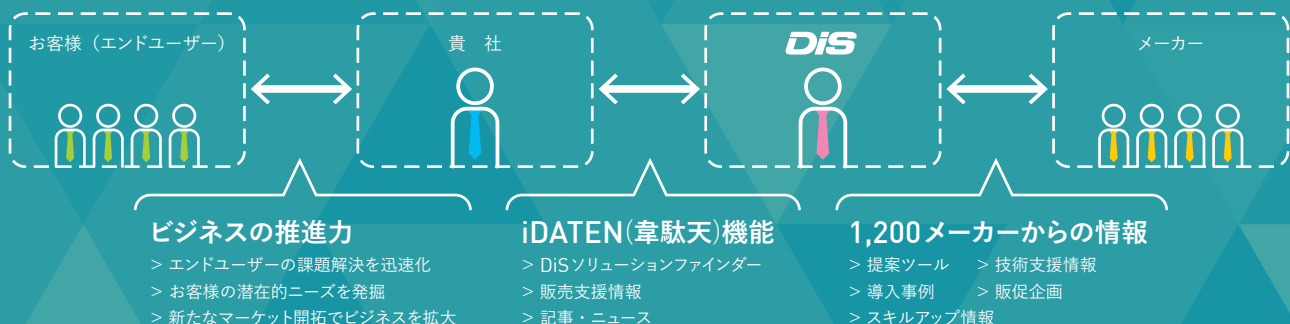 お客様（エンドユーザー）
貴　社
DiS
メーカー
ビジネスの推進力
> エンドユーザーの課題解決を迅速化
> お客様の潜在的ニーズを発掘
> 新たなマーケット開拓でビジネスを拡大
iDATEN(韋駄天)機能
> DiSソリューションファインダー
> 販売支援情報
> 記事・ニュース
1,200メーカーからの情報
> 提案ツール　> 技術支援情報
> 導入事例　> 販促企画
> スキルアップ情報